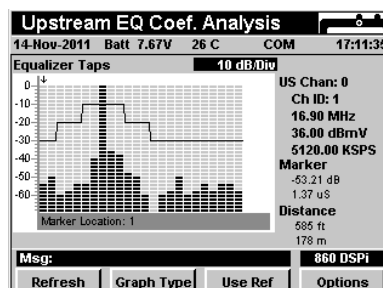 Upstream EQ Coef. Analysis
14-Nov-2011 Batt 7.67V 26 C COM 17:11:35
Equalizer Taps 10 dB/Div
0
-10
-20
-30
-40
-50
-60
Marker Location: 1
US Chan: 0
Ch ID: 1
16.90 MHz
36.00 dBmV
5120.00 KSPS
Marker
-53.21 dB
1.37 uS
Distance
585 ft
178 m
Msg: 860 DSPi
Refresh Graph Type Use Ref Options